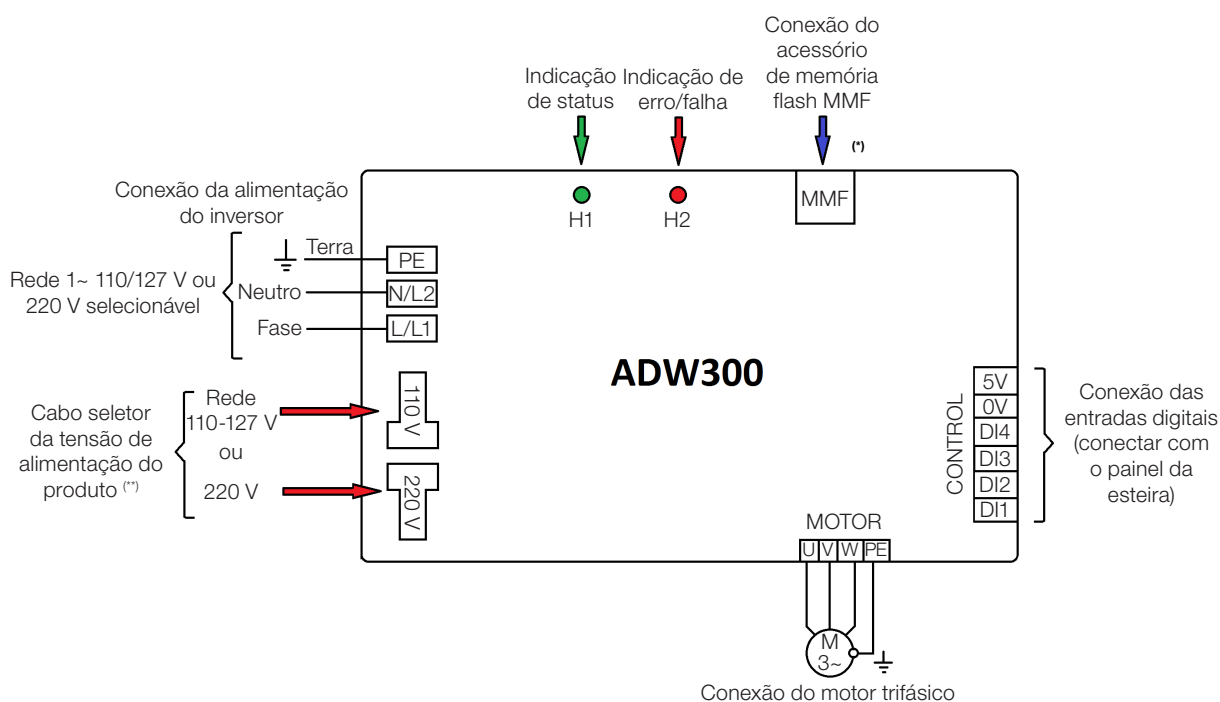 Conexão do
acessório
de memória
flash MMF
(*)
Indicação
de status
Indicação de
erro/falha
H1
H2
MMF
Conexão da alimentação
do inversor
Rede 1~ 110/127 V ou
220 V selecionável
Terra
Neutro
Fase
PE
N/L2
L/L1
ADW300
Cabo seletor
da tensão de
alimentação do
produto (**)
Rede
110-127 V
ou
220 V
110 V
220 V
CONTROL
5V
0V
DI4
DI3
DI2
DI1
Conexão das
entradas digitais
(conectar com
o painel da
esteira)
MOTOR
U V W PE
M
3~
Conexão do motor trifásico